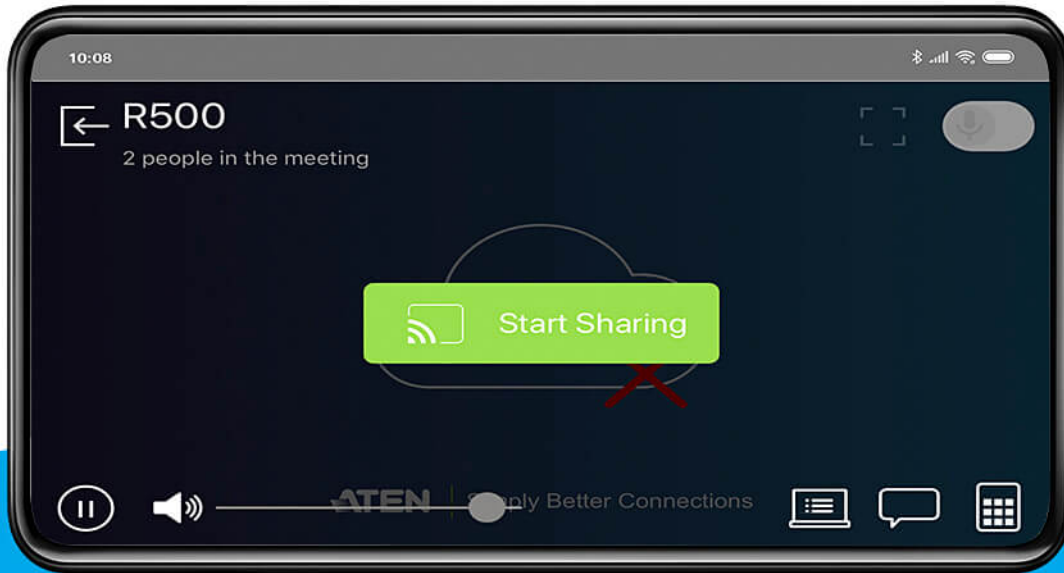 10:08
R500
2 people in the meeting
Start Sharing
ATEN Simply Better Connections